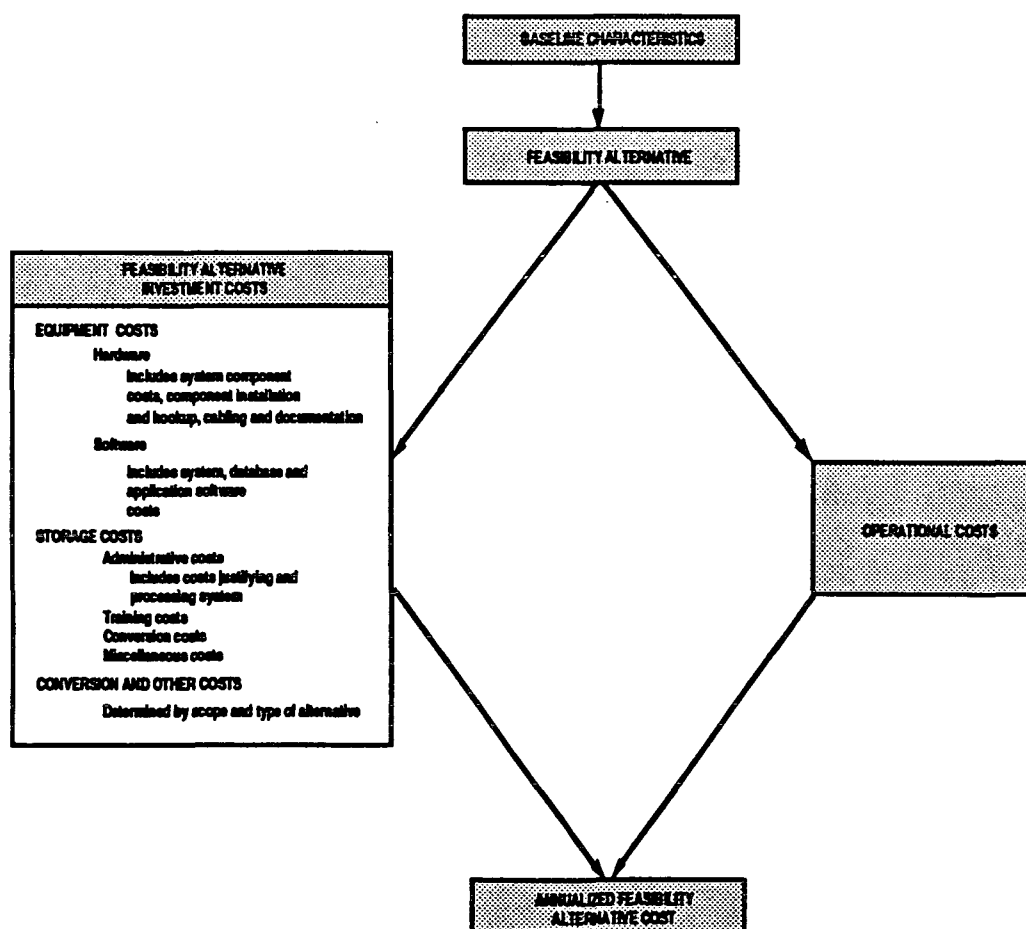 BASELINE CHARACTERISTICS
FEASIBILITY ALTERNATIVE
FEASIBILITY ALTERNATIVE
INVESTMENT COSTS
EQUIPMENT COSTS
Hardware
Includes system component
costs, component installation
and hookup, cabling and documentation
Software
Includes system, database and
application software
costs
STORAGE COSTS
Administrative costs
Includes costs justifying and
processing system
Training costs
Conversion costs
Miscellaneous costs
CONVERSION AND OTHER COSTS
Determined by scope and type of alternative
OPERATIONAL COSTS
ANNUALIZED FEASIBILITY
ALTERNATIVE COST